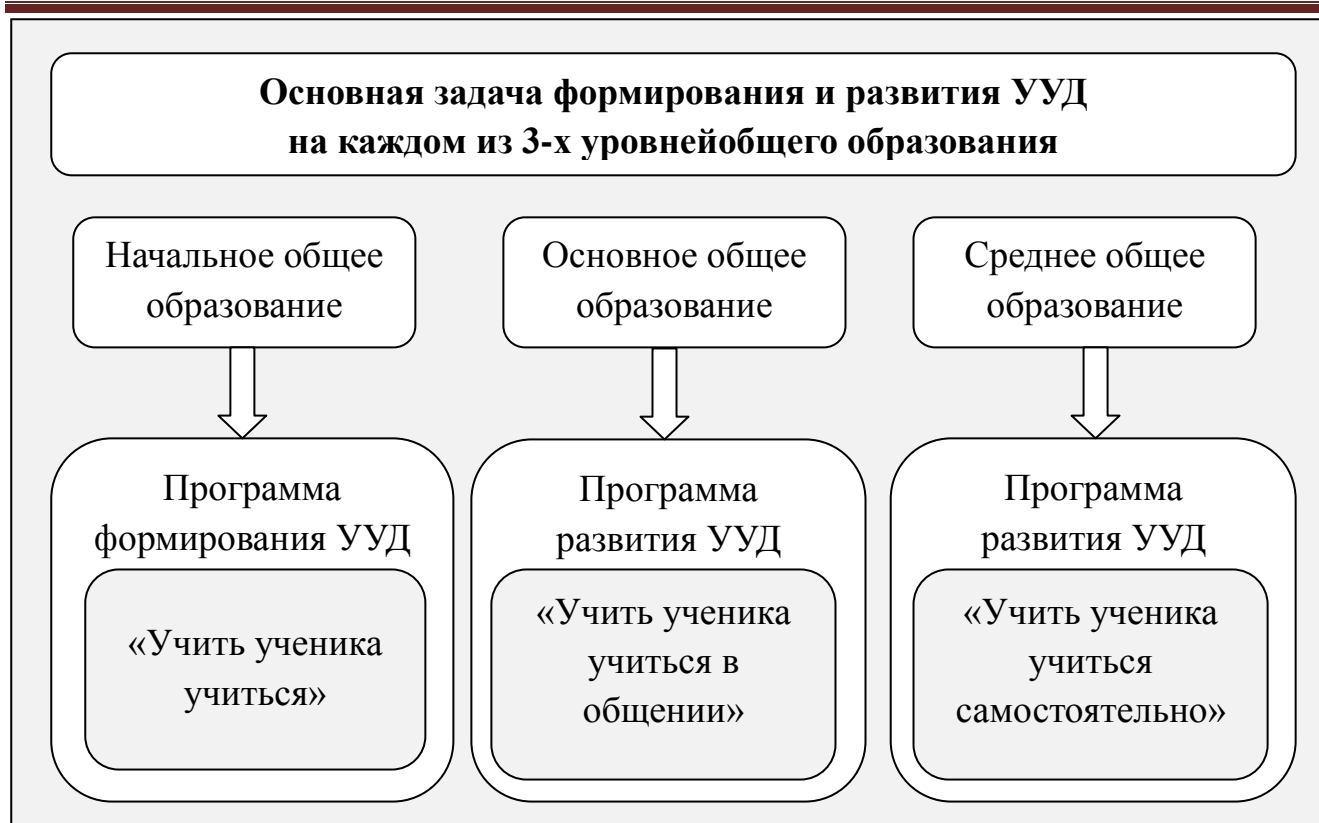 Основная задача формирования и развития УУД
на каждом из 3-х уровнейобщего образования
Начальное общее
образование
Основное общее
образование
Среднее общее
образование
Программа
формирования УУД
«Учить ученика
учиться»
Программа
развития УУД
«Учить ученика
учиться в
общении»
Программа
развития УУД
«Учить ученика
учиться
самостоятельно»